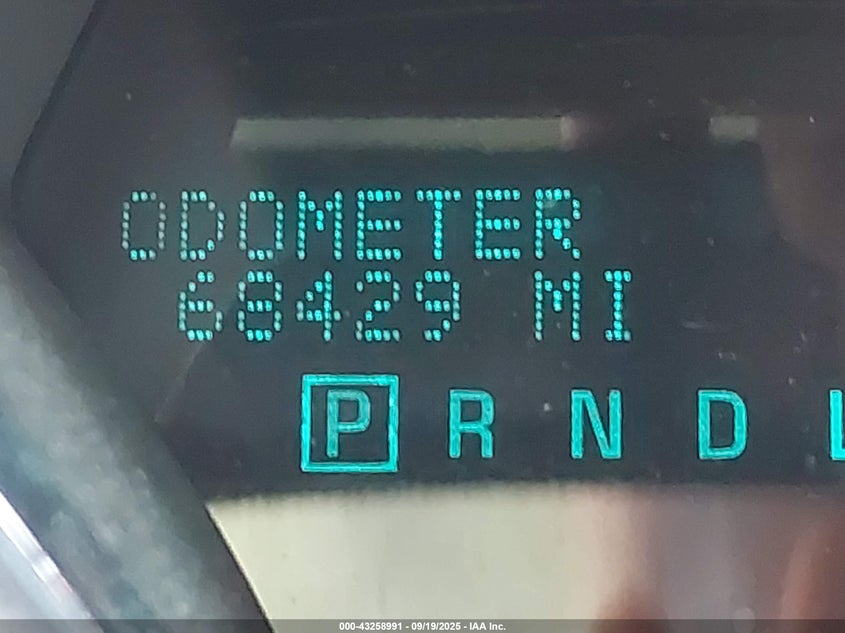 ODOMETER
68429 MI
P R N D L
000-43258991 - 09/19/2025 - IAA Inc.